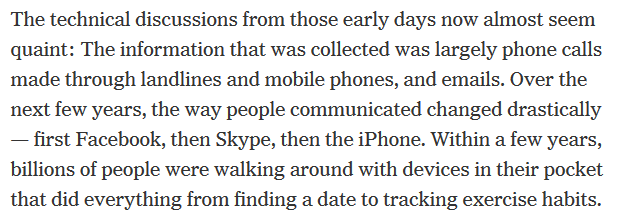 The technical discussions from those early days now almost seem
quaint: The information that was collected was largely phone calls
made through landlines and mobile phones, and emails. Over the
next few years, the way people communicated changed drastically
— first Facebook, then Skype, then the iPhone. Within a few years,
billions of people were walking around with devices in their pocket
that did everything from finding a date to tracking exercise habits.